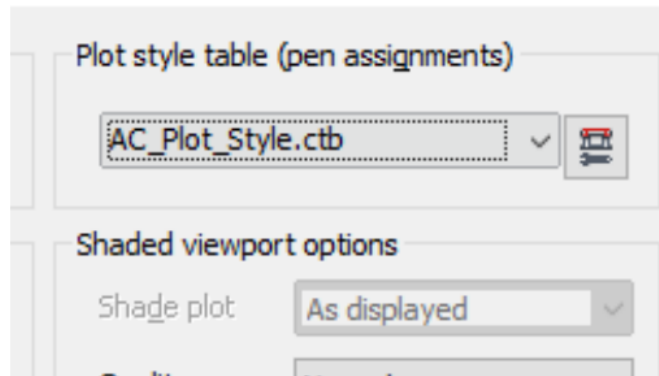 Plot style table (pen assignments)
AC_Plot_Style.ctb
Shaded viewport options
Shade plot
As displayed